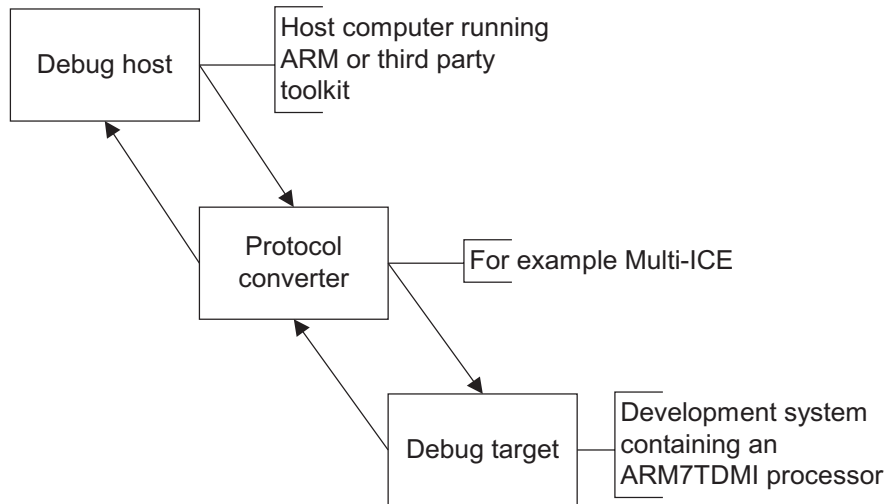 Debug host
Host computer running
ARM or third party
toolkit
Protocol
converter
For example Multi-ICE
Debug target
Development system
containing an
ARM7TDMI processor